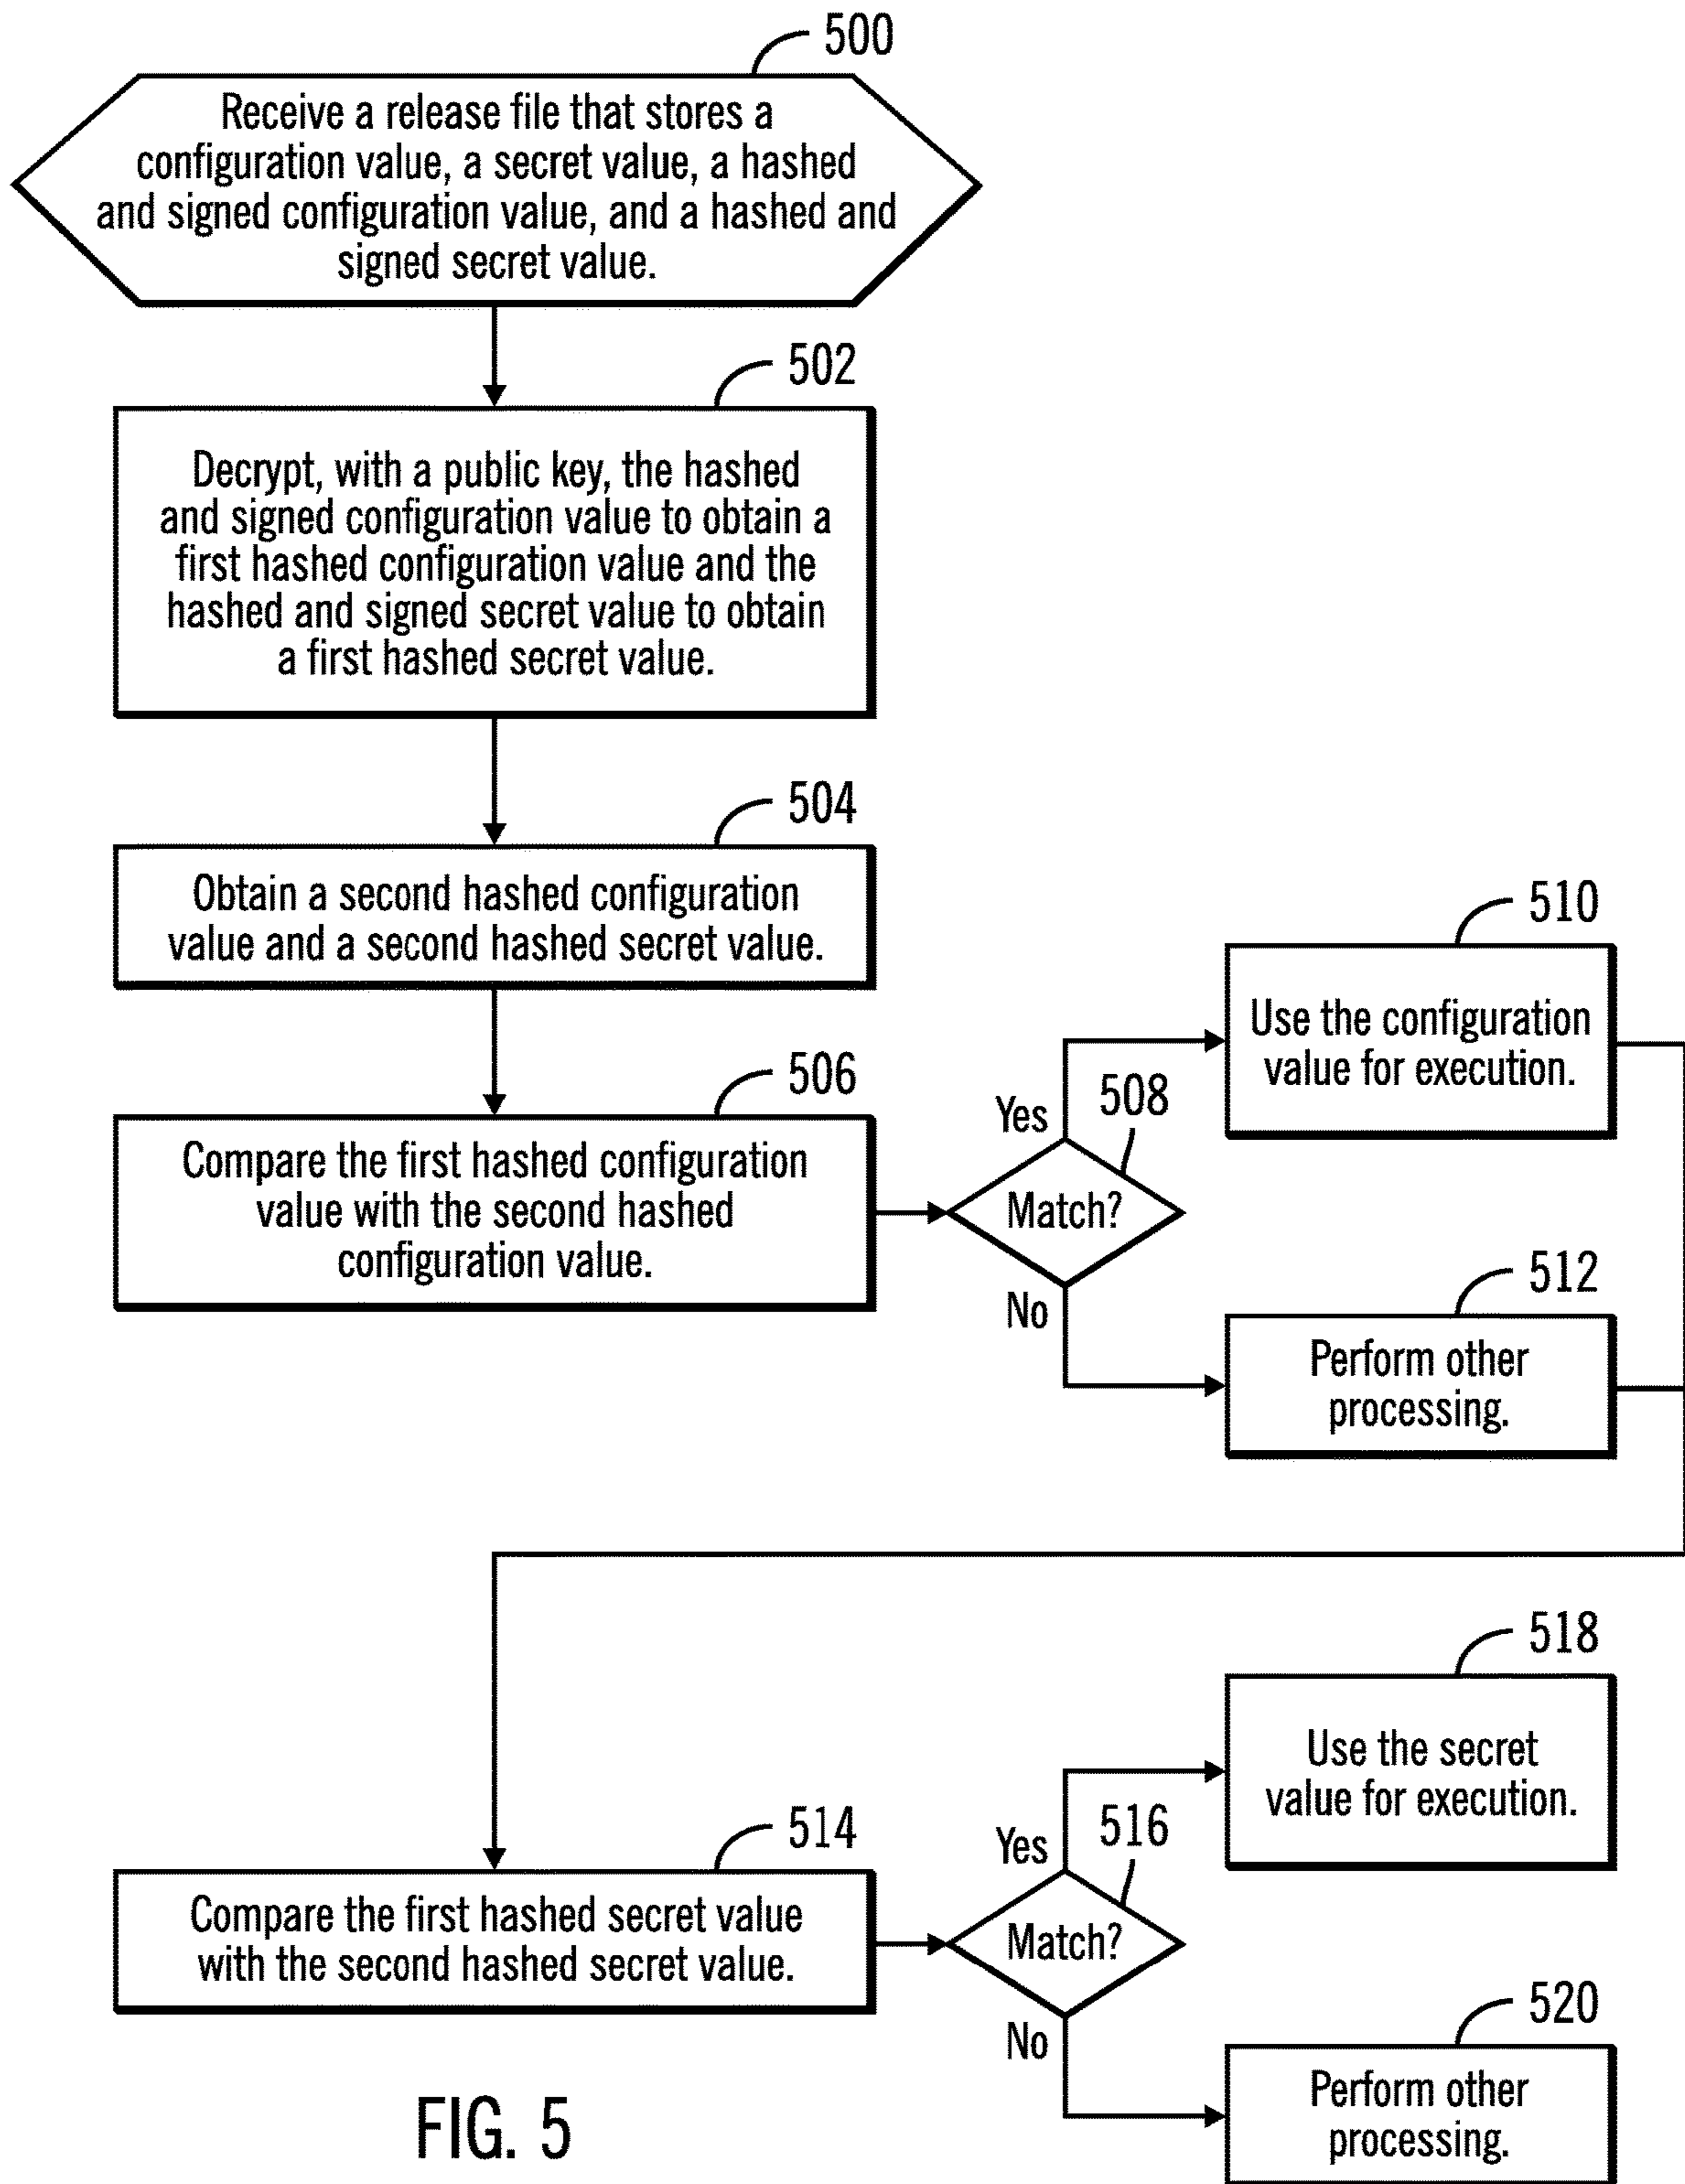 500
Receive a release file that stores a
configuration value, a secret value, a hashed
and signed configuration value, and a hashed and
signed secret value.
502
Decrypt, with a public key, the hashed
and signed configuration value to obtain a
first hashed configuration value and the
hashed and signed secret value to obtain
a first hashed secret value.
504
Obtain a second hashed configuration
value and a second hashed secret value.
506
Compare the first hashed configuration
value with the second hashed
configuration value.
508
Match?
Yes
No
510
Use the configuration
value for execution.
512
Perform other
processing.
514
Compare the first hashed secret value
with the second hashed secret value.
516
Match?
Yes
No
518
Use the secret
value for execution.
520
Perform other
processing.
FIG. 5